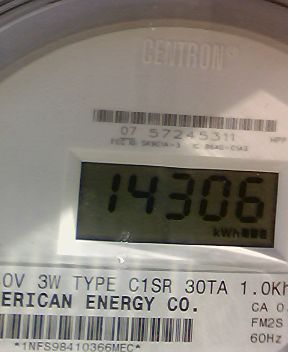 CENTRON®
07 57245311
14306
kWh
0V 3W TYPE C1SR 30TA 1.0Kh
ERICAN ENERGY CO.
CA 0.
FM2S
*1NFS98410366MEC*
60Hz